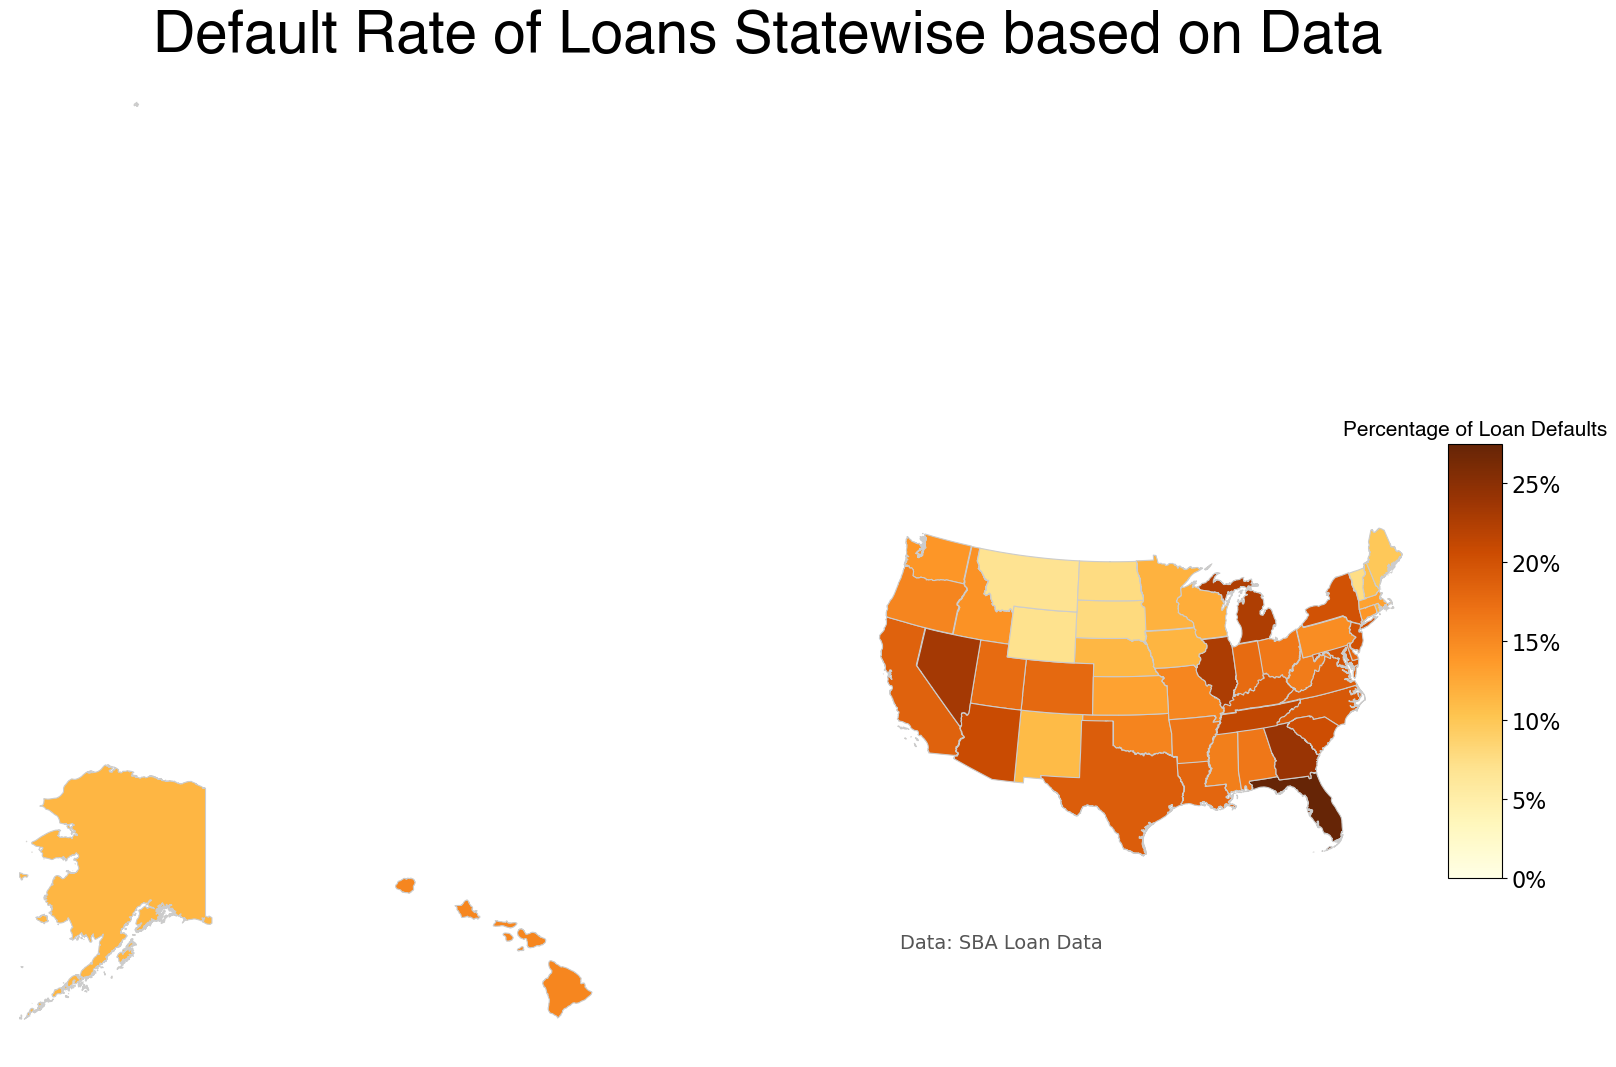 Default Rate of Loans Statewise based on Data
Percentage of Loan Defaults
25%
20%
15%
10%
5%
0%
Data: SBA Loan Data